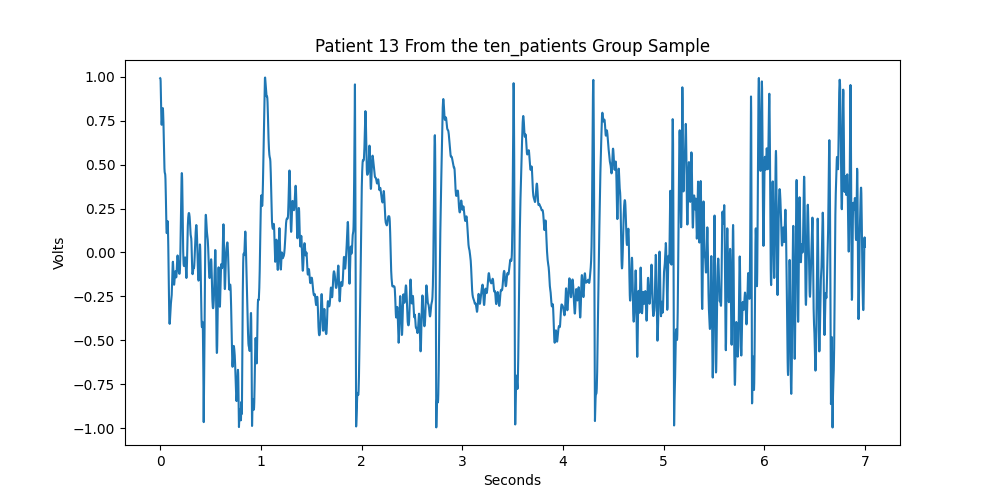 Patient 13 From the ten_patients Group Sample
1.00
0.75
0.50
0.25
0.00
−0.25
−0.50
−0.75
−1.00
Volts
0 1 2 3 4 5 6 7
Seconds